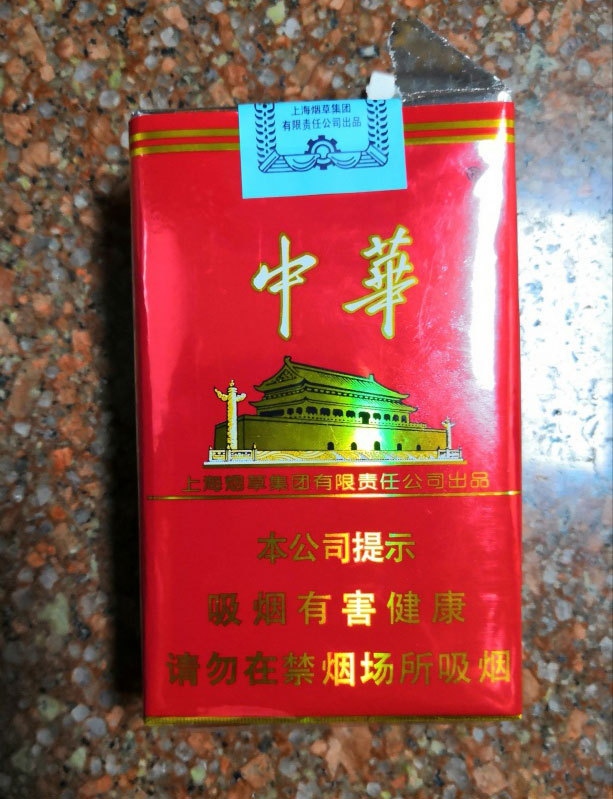 上海烟草集团
有限责任公司出品
中華
上海烟草集团有限责任公司出品
本公司提示
吸烟有害健康
请勿在禁烟场所吸烟